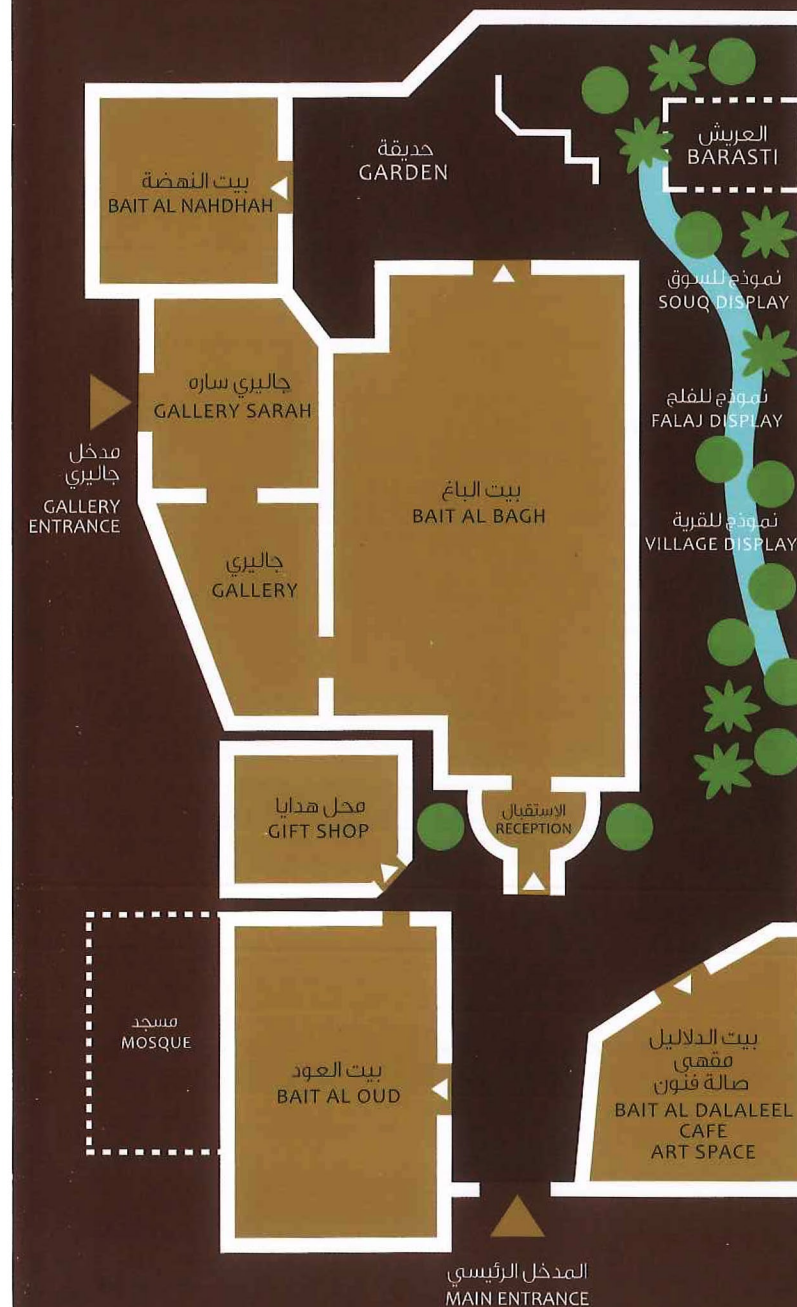 العريش
BARASTI
حديقة
GARDEN
بيت النهضة
BAIT AL NAHDHAH
نموذج للسوق
SOUQ DISPLAY
جاليري ساره
GALLERY SARAH
نموذج للفلج
FALAJ DISPLAY
مدخل
جاليري
GALLERY
ENTRANCE
بيت الباغ
BAIT AL BAGH
نموذج للقرية
VILLAGE DISPLAY
جاليري
GALLERY
محل هدايا
GIFT SHOP
الاستقبال
RECEPTION
مسجد
MOSQUE
بيت العود
BAIT AL OUD
بيت الدلاليل
مقهى
صالة فنون
BAIT AL DALALEEL
CAFE
ART SPACE
المدخل الرئيسي
MAIN ENTRANCE